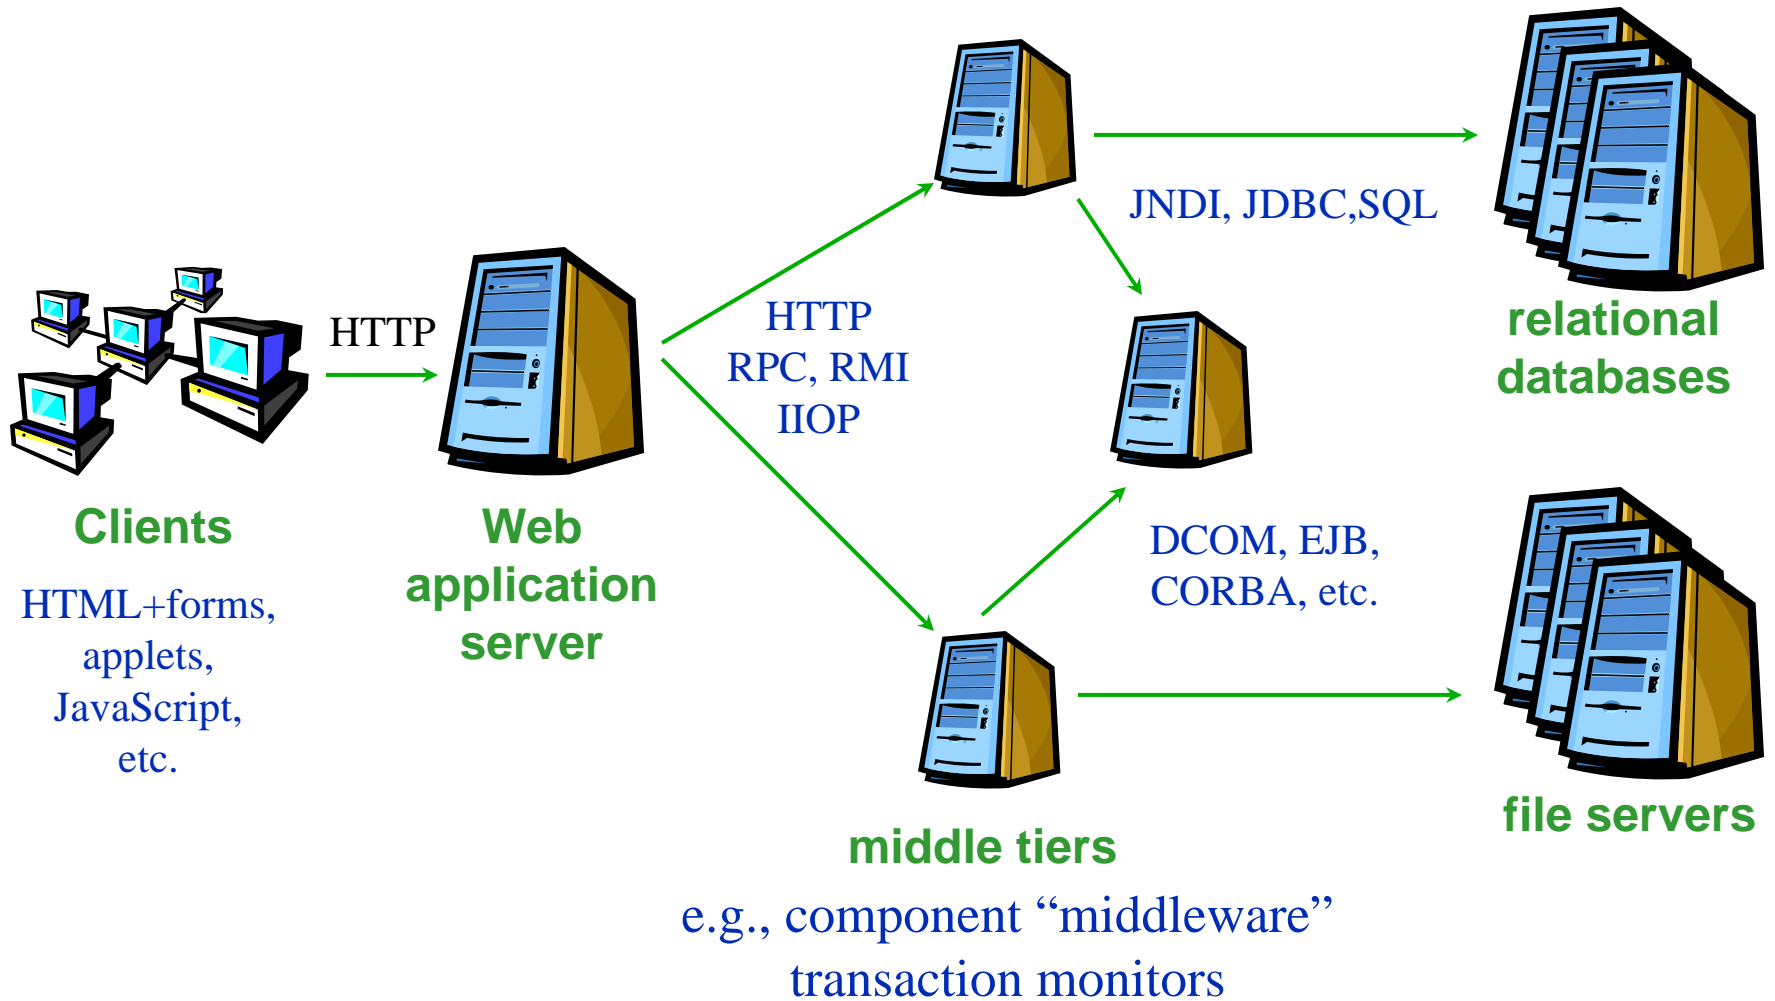 JNDI, JDBC,SQL
relational
databases
HTTP
HTTP
RPC, RMI
IIOP
Clients
HTML+forms,
applets,
JavaScript,
etc.
Web
application
server
DCOM, EJB,
CORBA, etc.
file servers
middle tiers
e.g., component “middleware”
transaction monitors